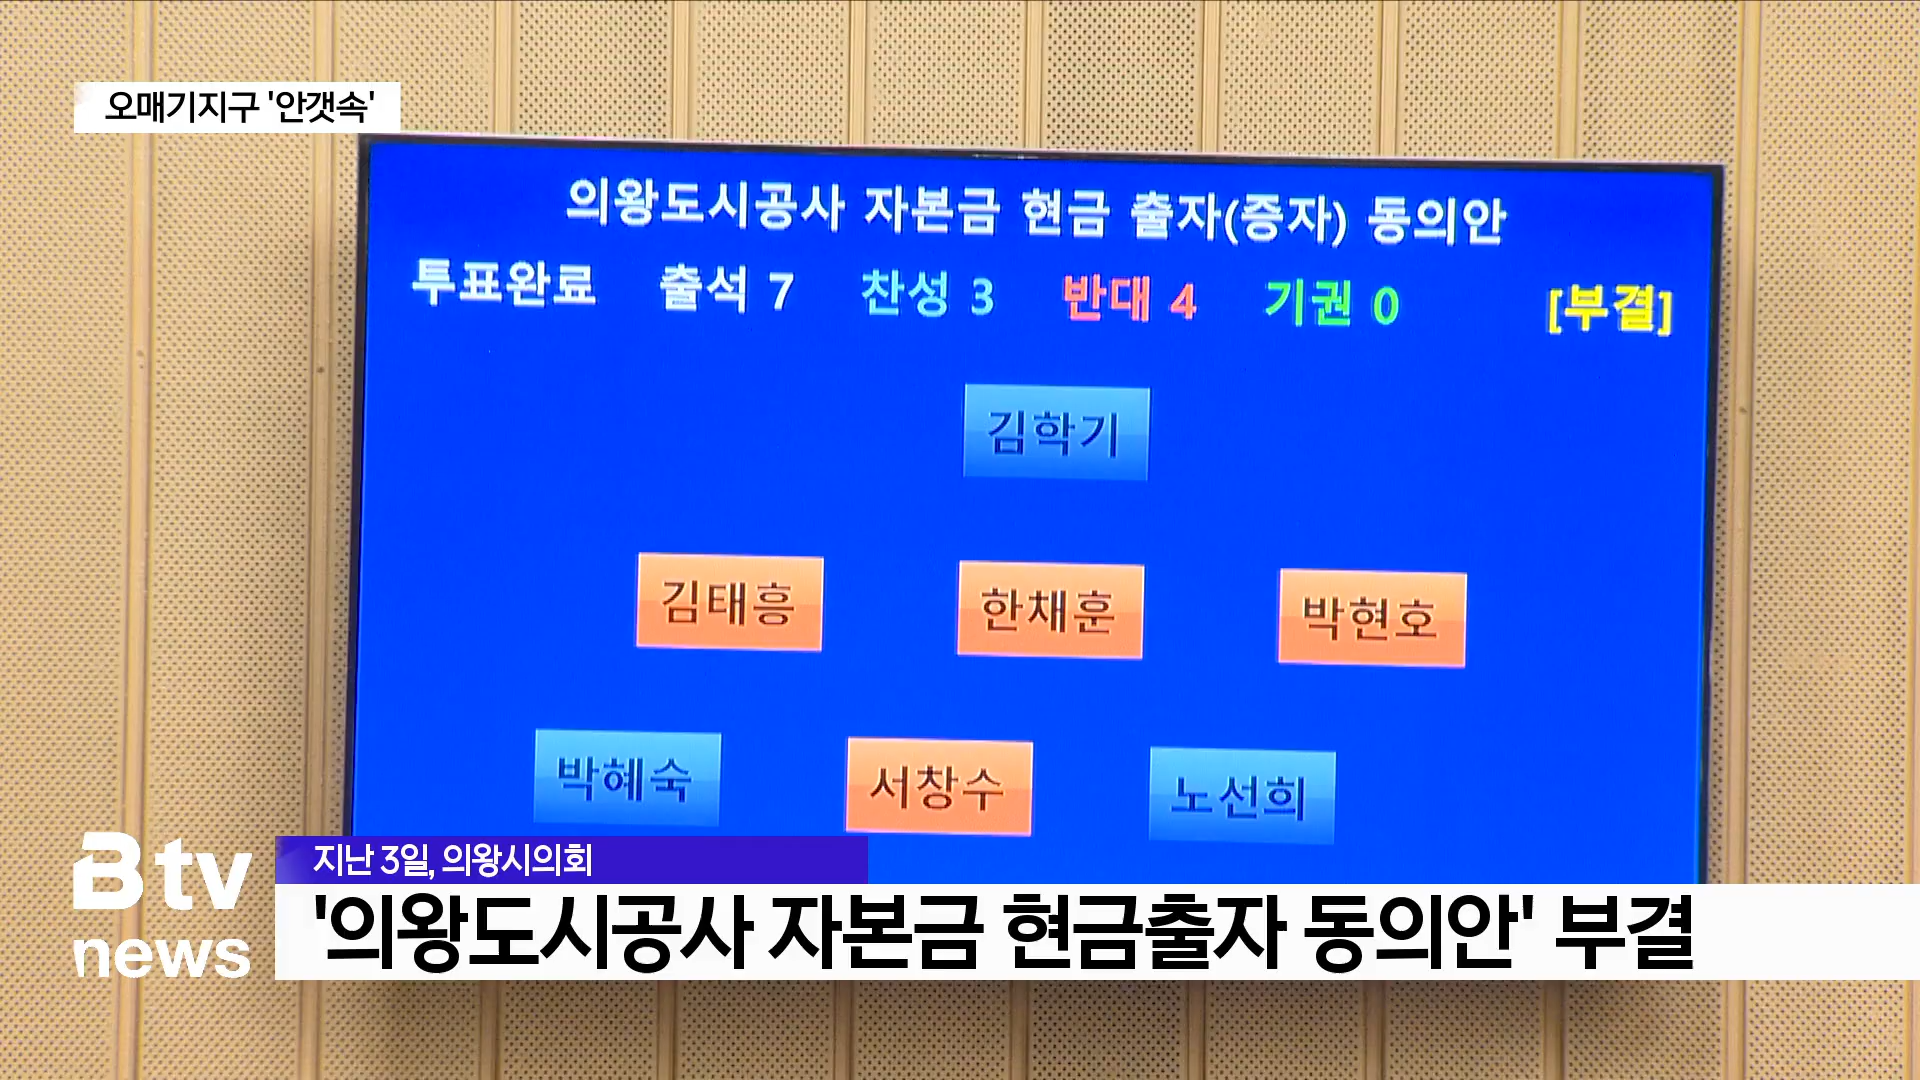 오매기지구 '안갯속'
의왕도시공사 자본금 현금 출자(증자) 동의안
투표완료 출석 7 찬성 3 반대 4 기권 0 [부결]
김학기
김태흥 한채훈 박현호
박혜숙 서창수 노선희
B tv
news
지난 3일, 의왕시의회
'의왕도시공사 자본금 현금출자 동의안' 부결